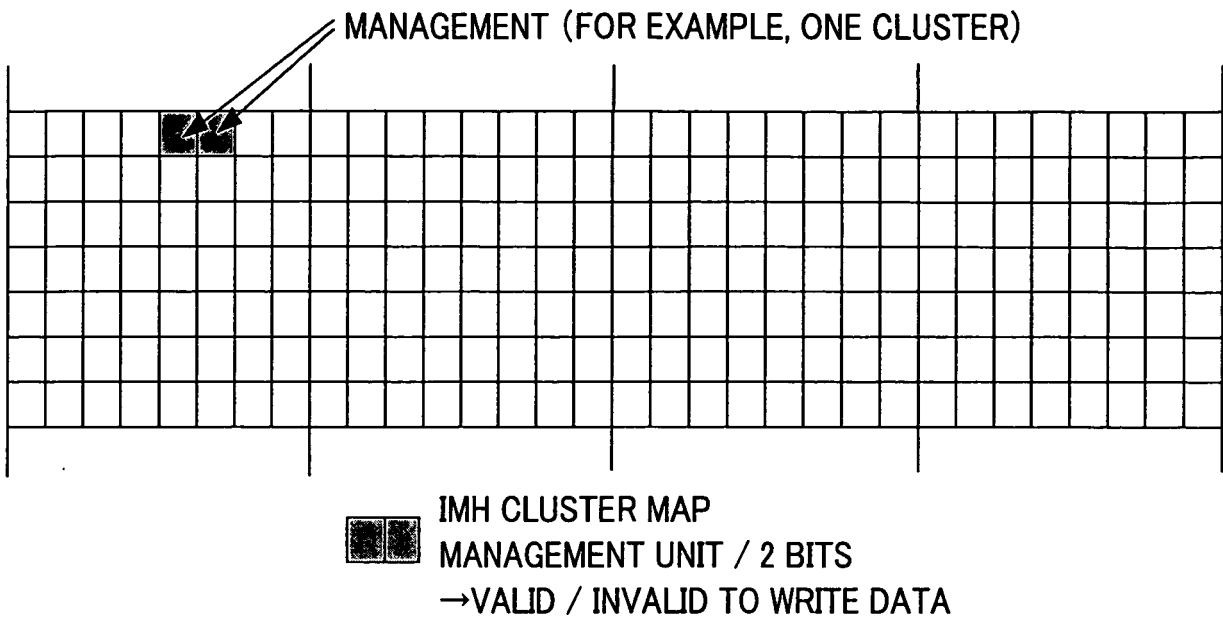 MANAGEMENT (FOR EXAMPLE, ONE CLUSTER)
IMH CLUSTER MAP
MANAGEMENT UNIT / 2 BITS
→VALID / INVALID TO WRITE DATA